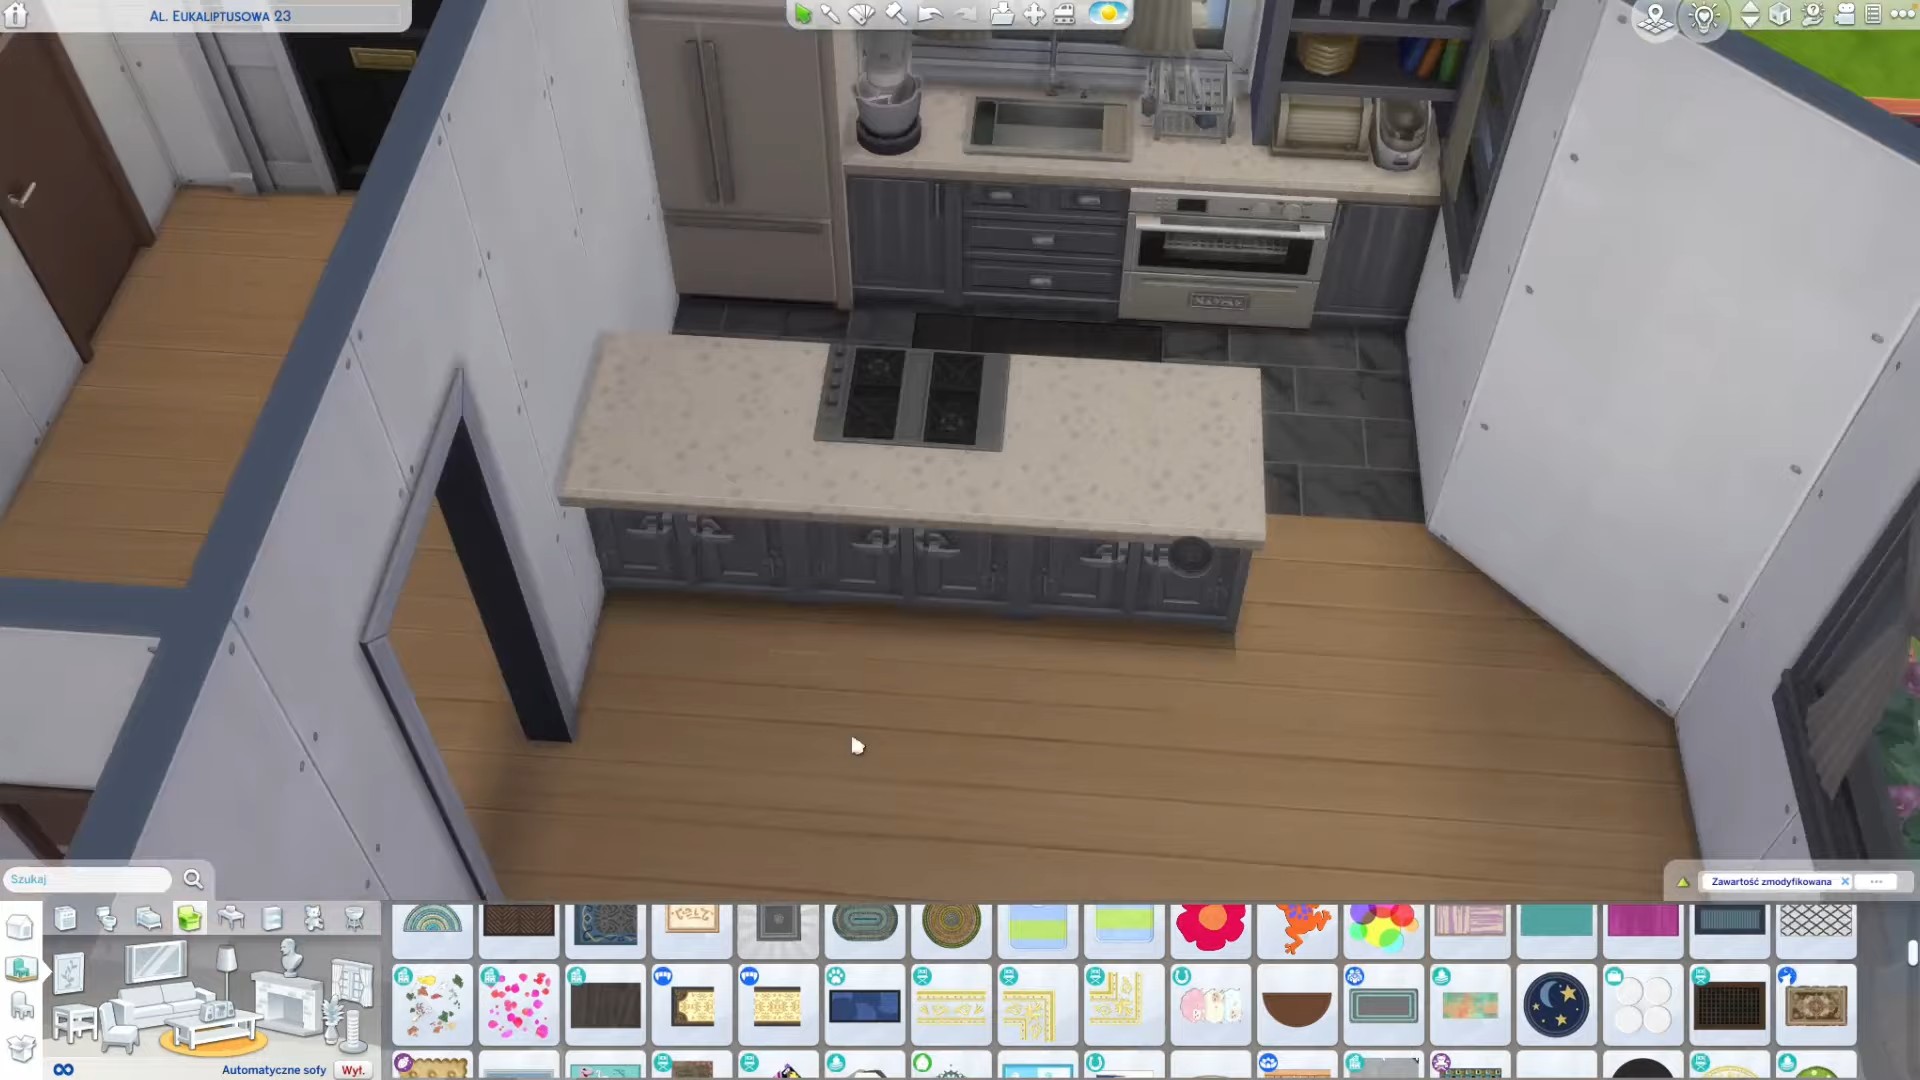 AL. EUKALIPTUSOWA 23
Szukaj
Zawartość zmodyfikowana
Automatyczne sofy
Wył.